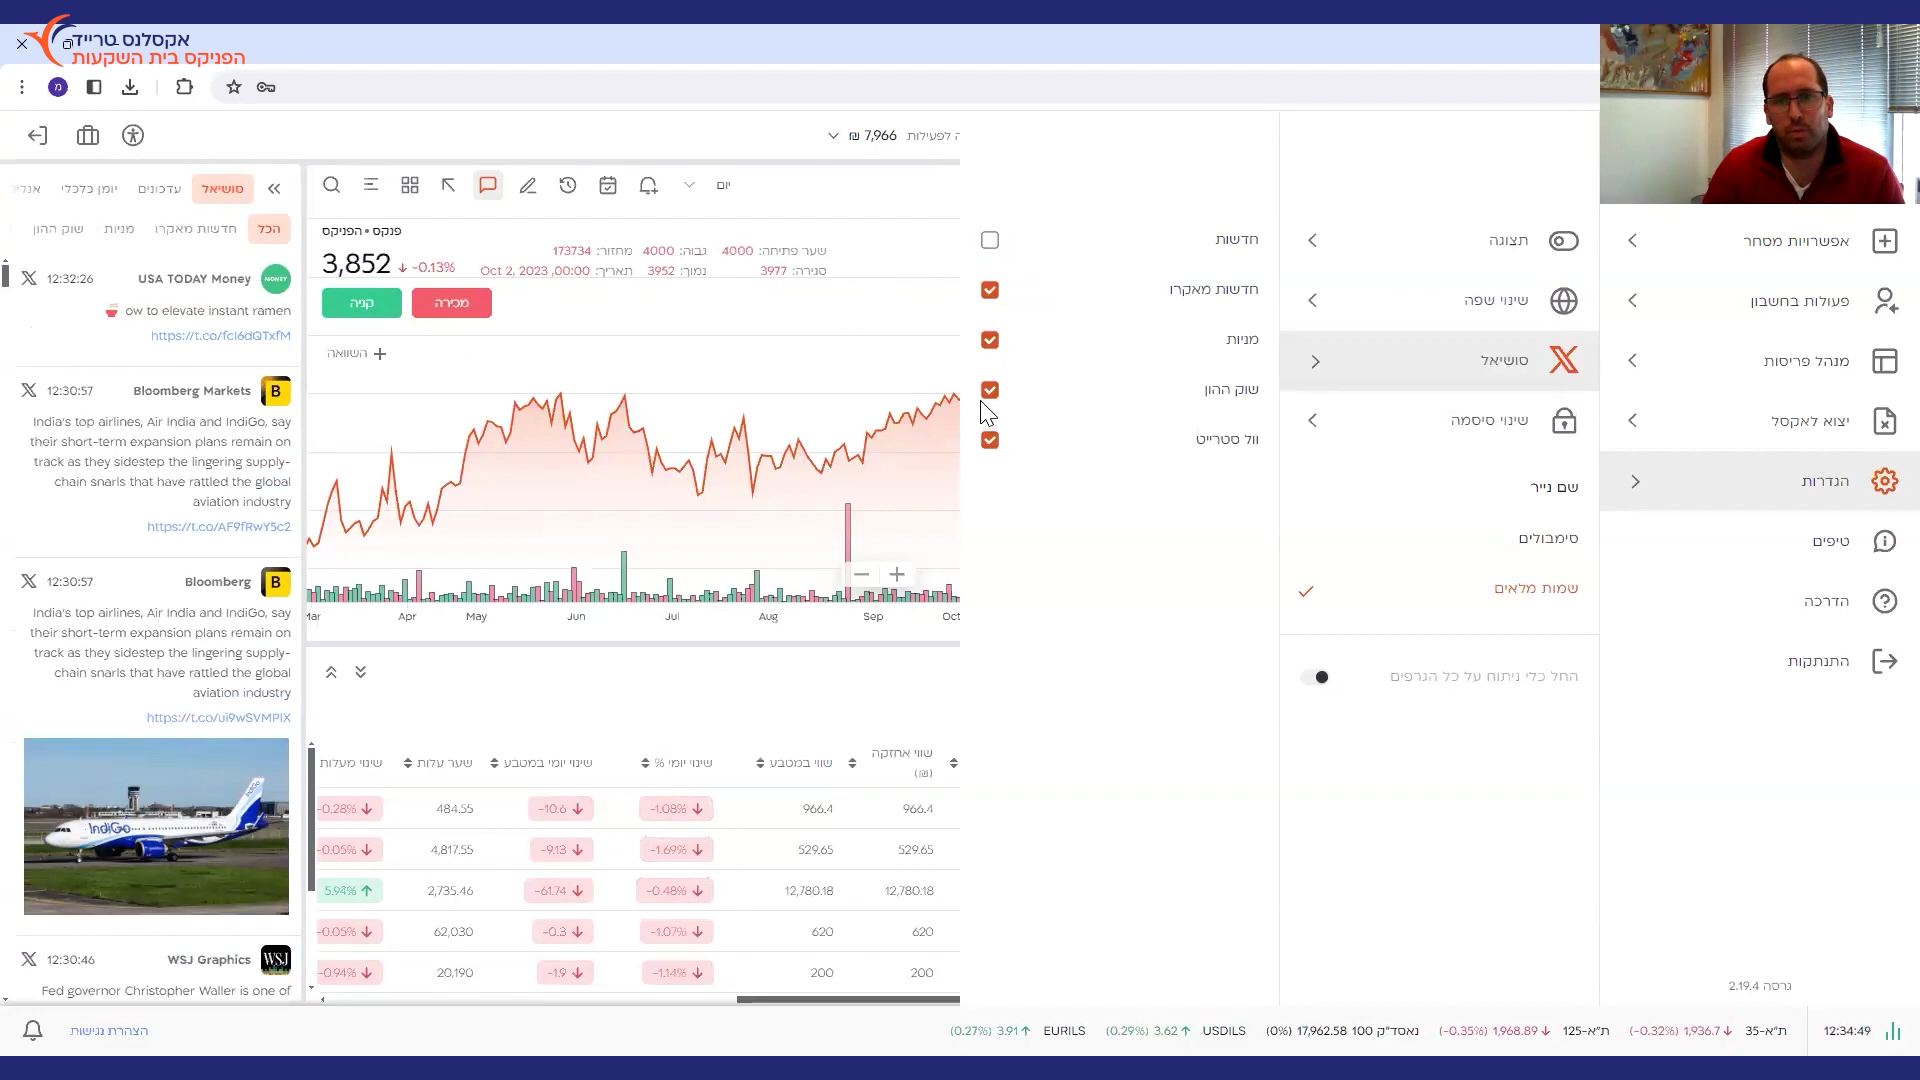 אקסלנס טרייד
הפניקס בית השקעות
מ
7,966 ₪
סושיאל
עדכונים
יומן כלכלי
הכל
חדשות מאקרו
מניות
שוק ההון
USA TODAY Money
12:32:26
MONEY
ow to elevate instant ramen
https://t.co/fcl6dQTxfM
Bloomberg Markets
12:30:57
B
India's top airlines, Air India and IndiGo, say
their short-term expansion plans remain on
track as they sidestep the lingering supply-
chain snarls that have rattled the global
aviation industry
https://t.co/AF9fRwY5c2
Bloomberg
12:30:57
B
India's top airlines, Air India and IndiGo, say
their short-term expansion plans remain on
track as they sidestep the lingering supply-
chain snarls that have rattled the global
aviation industry
https://t.co/ui9wSVMPIX
IndiGo
WSJ Graphics
12:30:46
WSJ
Fed governor Christopher Waller is one of
יום
פנקס • הפניקס
3,852
-0.13%
שער פתיחה: 4000
גבוה: 4000
מחזור: 173734
סגירה: 3977
נמוך: 3952
תאריך: Oct 2, 2023 ,00:00
קניה
מכירה
השוואה
Mar Apr May Jun Jul Aug Sep Oct
שווי אחזקה (₪)
שווי במטבע
שינוי יומי %
שינוי יומי במטבע
שער עלות
שינוי מעלות
966.4 966.4 -1.08% -10.6 484.55 -0.28%
529.65 529.65 -1.69% -9.13 4,817.55 -0.05%
12,780.18 12,780.18 -0.48% -61.74 2,735.46 5.94%
620 620 -1.07% -0.3 62,030 -0.05%
200 200 -1.14% -1.9 20,190 -0.94%
חדשות
חדשות מאקרו
מניות
שוק ההון
וול סטרייט
תצוגה
שינוי שפה
סושיאל
שינוי סיסמה
שם נייר
סימבולים
שמות מלאים
החל כלי ניתוח על כל הגרפים
אפשרויות מסחר
פעולות בחשבון
מנהל פריסות
יצוא לאקסל
הגדרות
טיפים
הדרכה
התנתקות
גרסה 2.19.4
12:34:49
ת"א-35 1,936.7 (-0.32%)
ת"א-125 1,968.89 (-0.35%)
נאסד"ק 100 17,962.58 (0%)
USDILS 3.62 (0.29%)
EURILS 3.91 (0.27%)
הצהרת נגישות